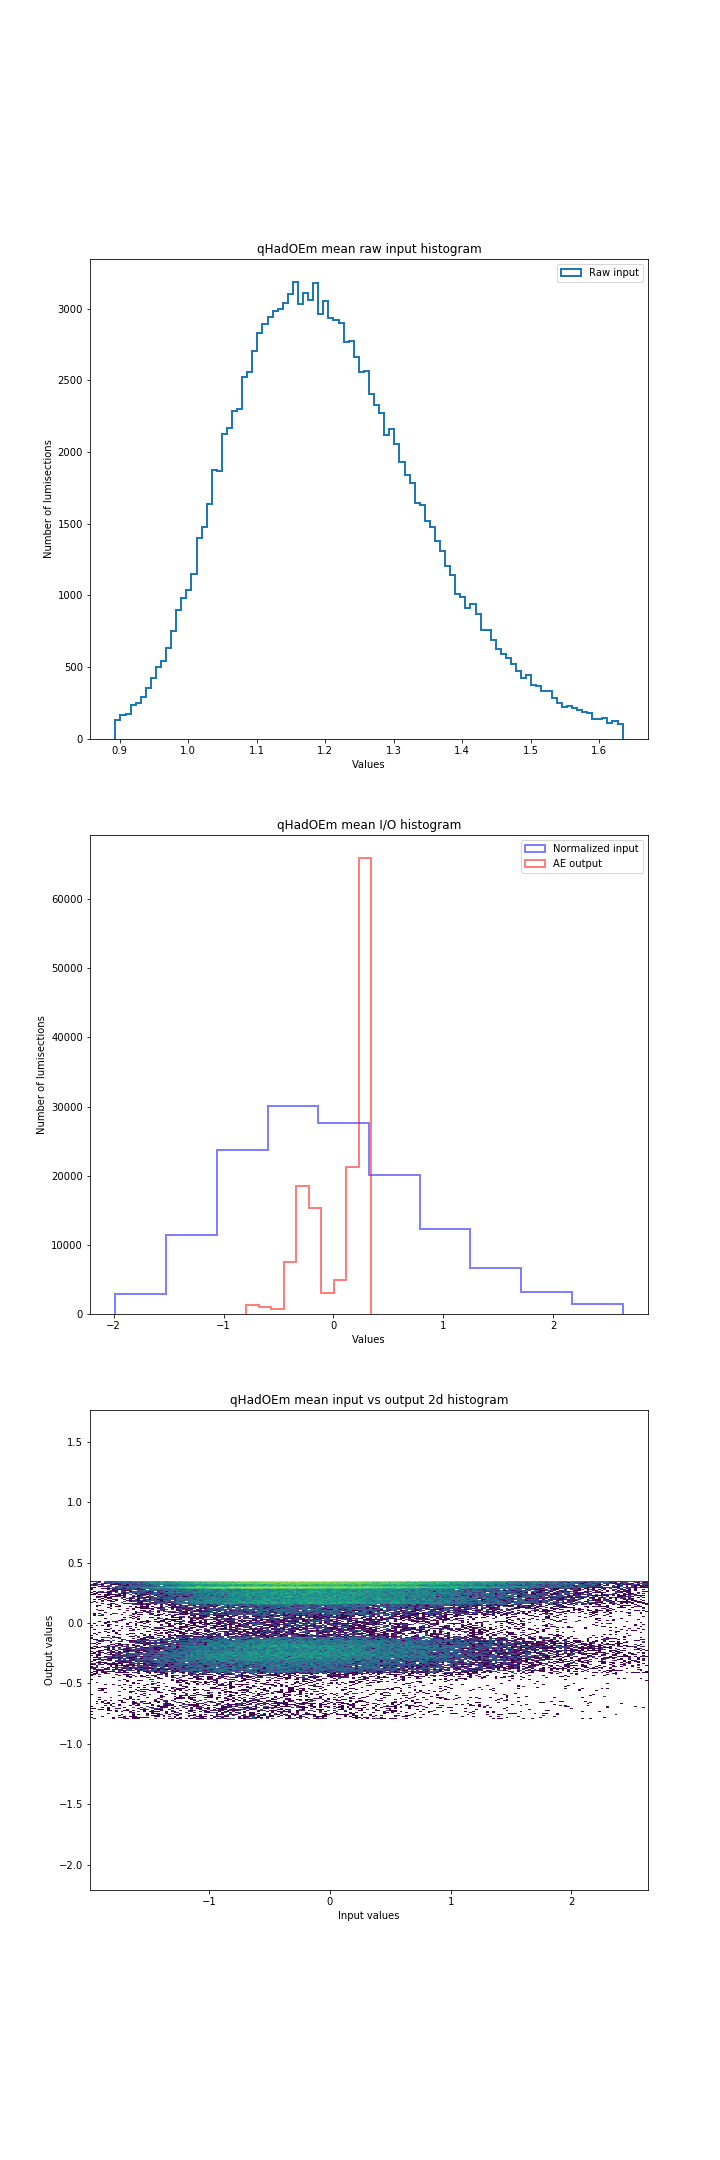 qHadOEm mean raw input histogram
Raw input
3000
2500
2000
1500
1000
500
0
Number of lumisections
0.9 1.0 1.1 1.2 1.3 1.4 1.5 1.6
Values
qHadOEm mean I/O histogram
Normalized input
AE output
60000
50000
40000
30000
20000
10000
0
Number of lumisections
−2 −1 0 1 2
Values
qHadOEm mean input vs output 2d histogram
1.5
1.0
0.5
0.0
−0.5
−1.0
−1.5
−2.0
Output values
−1 0 1 2
Input values